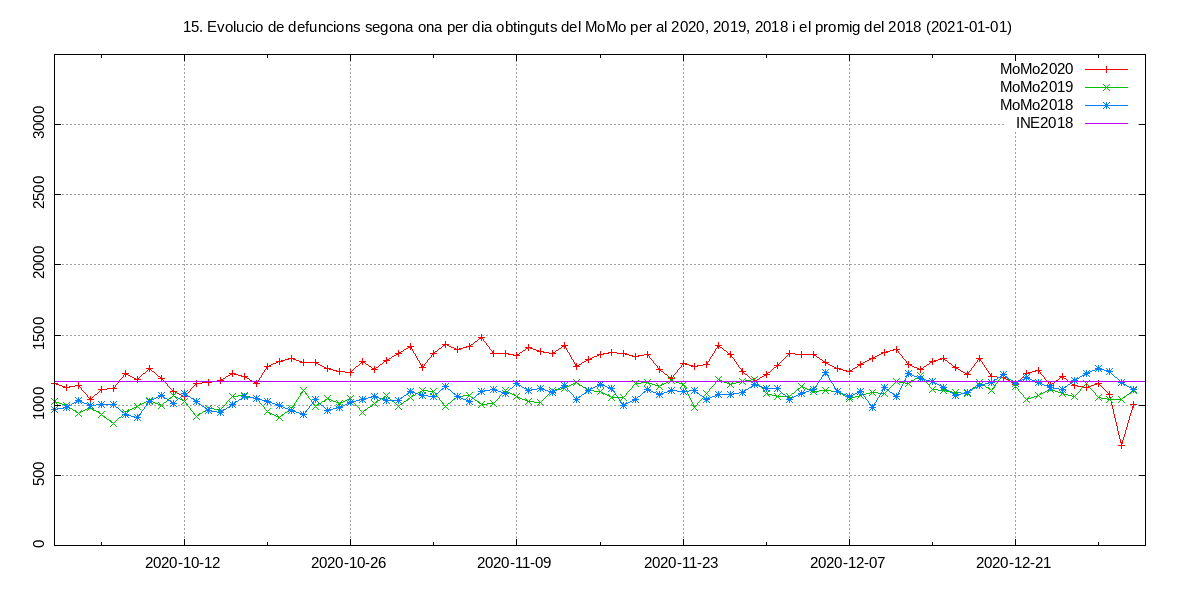 15. Evolucio de defuncions segona ona per dia obtinguts del MoMo per al 2020, 2019, 2018 i el promig del 2018 (2021-01-01)
MoMo2020
MoMo2019
MoMo2018
INE2018
3000
2500
2000
1500
1000
500
0
2020-10-12
2020-10-26
2020-11-09
2020-11-23
2020-12-07
2020-12-21